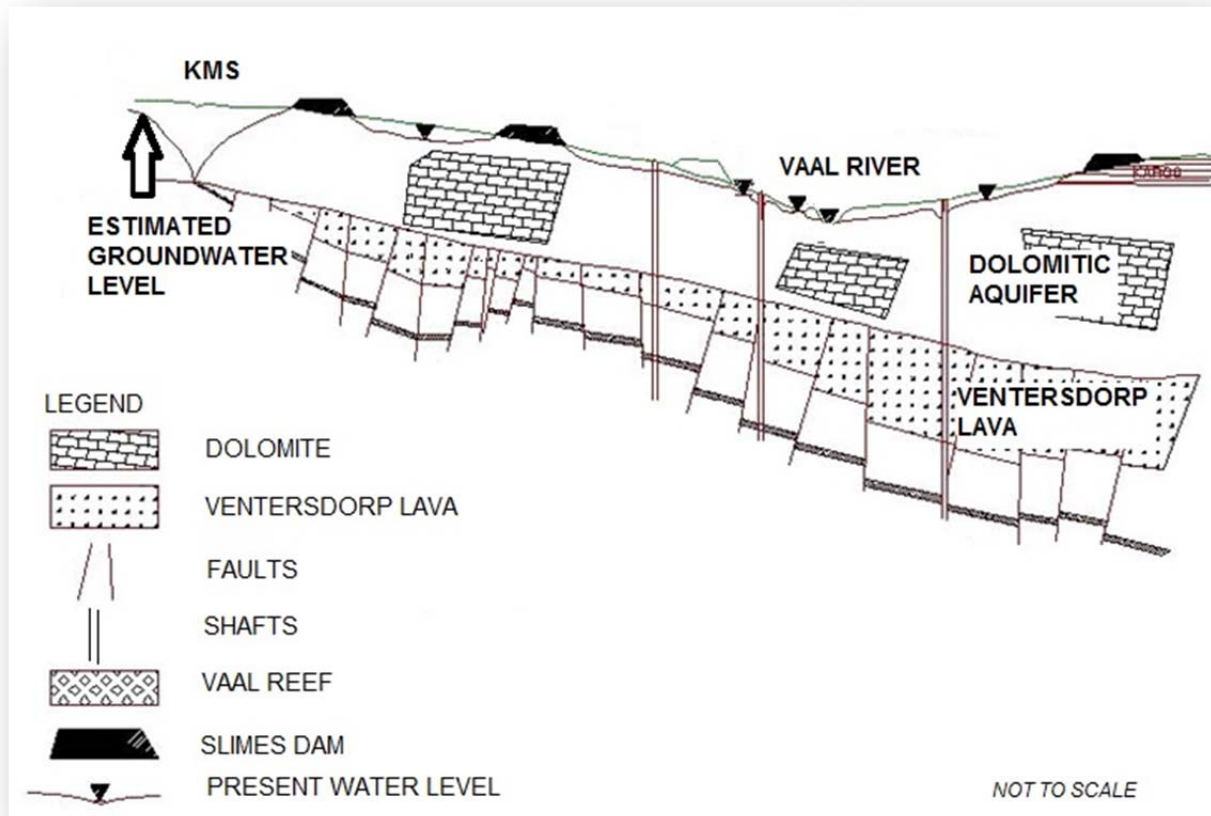 KMS
VAAL RIVER
KAROO
ESTIMATED
GROUNDWATER
LEVEL
DOLOMITIC
AQUIFER
VENTERSDORP
LAVA
LEGEND
DOLOMITE
VENTERSDORP LAVA
FAULTS
SHAFTS
VAAL REEF
SLIMES DAM
PRESENT WATER LEVEL
NOT TO SCALE